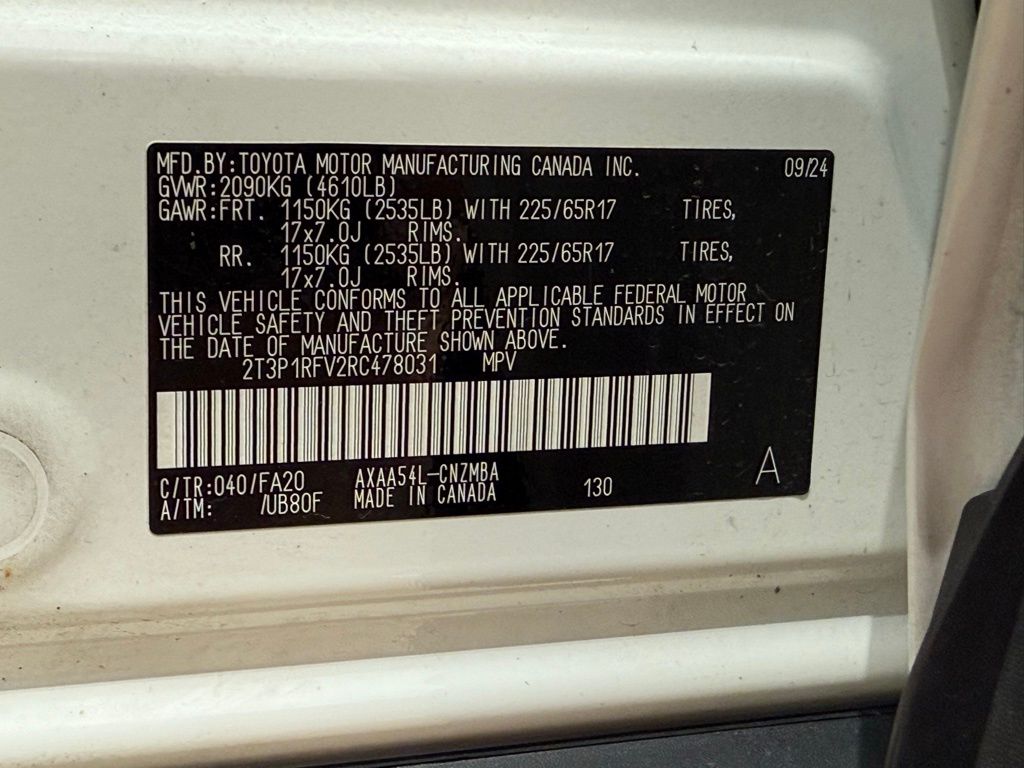 MFD.BY:TOYOTA MOTOR MANUFACTURING CANADA INC. 09/24
GVWR:2090KG (4610LB)
GAWR:FRT. 1150KG (2535LB) WITH 225/65R17 TIRES,
17x7.0J RIMS.
RR. 1150KG (2535LB) WITH 225/65R17 TIRES,
17x7.0J RIMS.
THIS VEHICLE CONFORMS TO ALL APPLICABLE FEDERAL MOTOR
VEHICLE SAFETY AND THEFT PREVENTION STANDARDS IN EFFECT ON
THE DATE OF MANUFACTURE SHOWN ABOVE.
2T3P1RFV2RC478031 MPV
C/TR:040/FA20 AXAA54L-CNZMBA
A/TM: /UB80F MADE IN CANADA 130 A